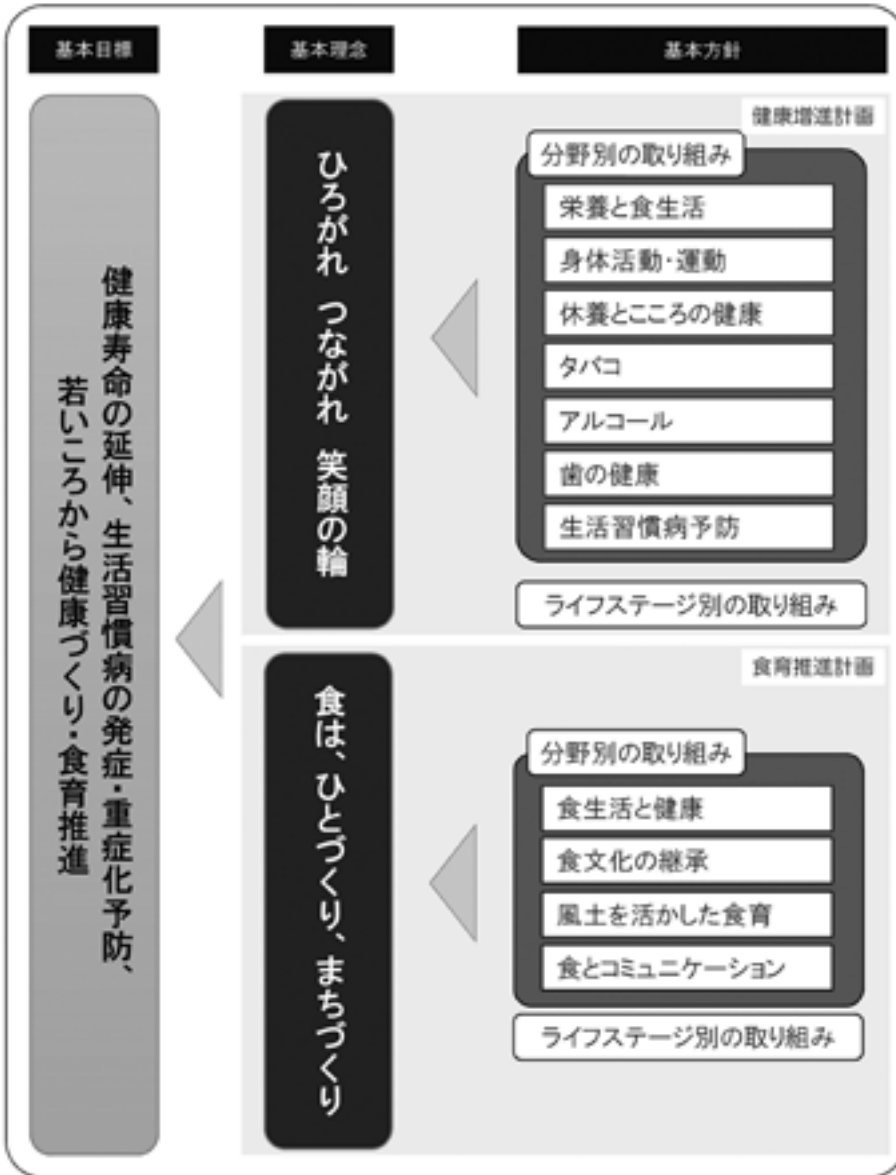 基本目標
基本理念
基本方針
健康寿命の延伸、生活習慣病の発症・重症化予防、
若いころから健康づくり・食育推進
ひろがれ つながれ 笑顔の輪
健康増進計画
分野別の取り組み
栄養と食生活
身体活動・運動
休養とこころの健康
タバコ
アルコール
歯の健康
生活習慣病予防
ライフステージ別の取り組み
食は、ひとづくり、まちづくり
食育推進計画
分野別の取り組み
食生活と健康
食文化の継承
風土を活かした食育
食とコミュニケーション
ライフステージ別の取り組み